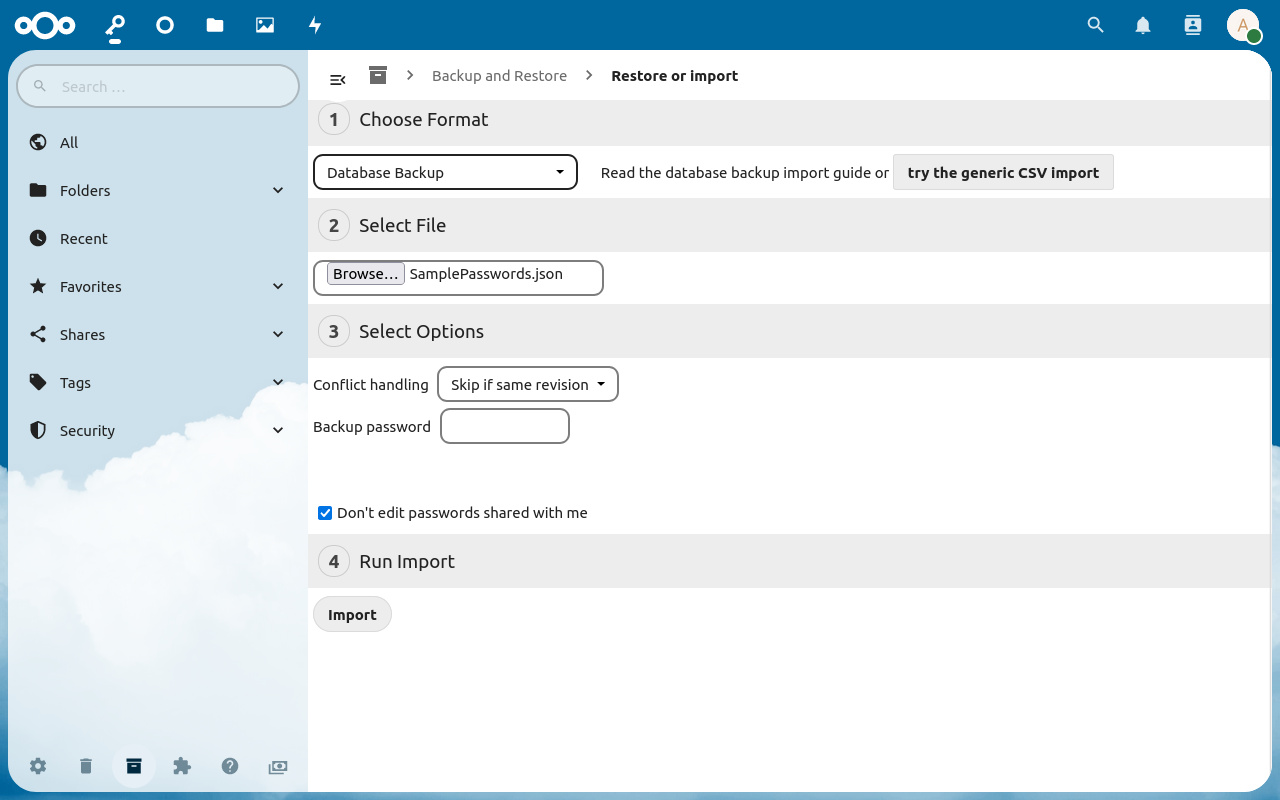 A
Search ...
All
Folders
Recent
Favorites
Shares
Tags
Security
Backup and Restore
Restore or import
1 Choose Format
Database Backup
Read the database backup import guide or try the generic CSV import
2 Select File
Browse... SamplePasswords.json
3 Select Options
Conflict handling Skip if same revision
Backup password
Don't edit passwords shared with me
4 Run Import
Import